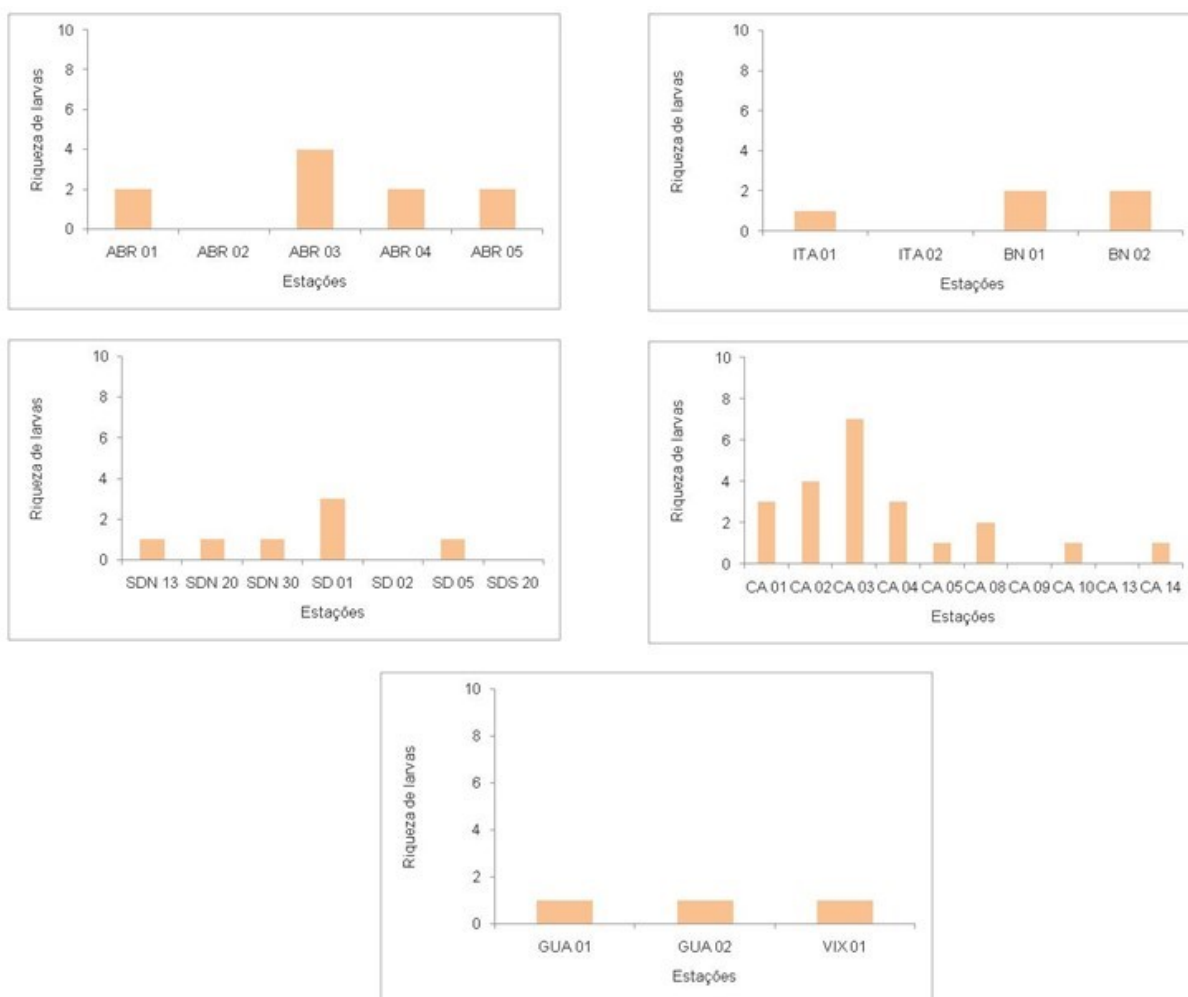 10
8
6
4
2
0
Riqueza de larvas
ABR 01 ABR 02 ABR 03 ABR 04 ABR 05
Estações
10
8
6
4
2
0
Riqueza de larvas
ITA 01 ITA 02 BN 01 BN 02
Estações
10
8
6
4
2
0
Riqueza de larvas
SDN 13 SDN 20 SDN 30 SD 01 SD 02 SD 05 SDS 20
Estações
10
8
6
4
2
0
Riqueza de larvas
CA 01 CA 02 CA 03 CA 04 CA 05 CA 08 CA 09 CA 10 CA 13 CA 14
Estações
10
8
6
4
2
0
Riqueza de larvas
GUA 01 GUA 02 VIX 01
Estações